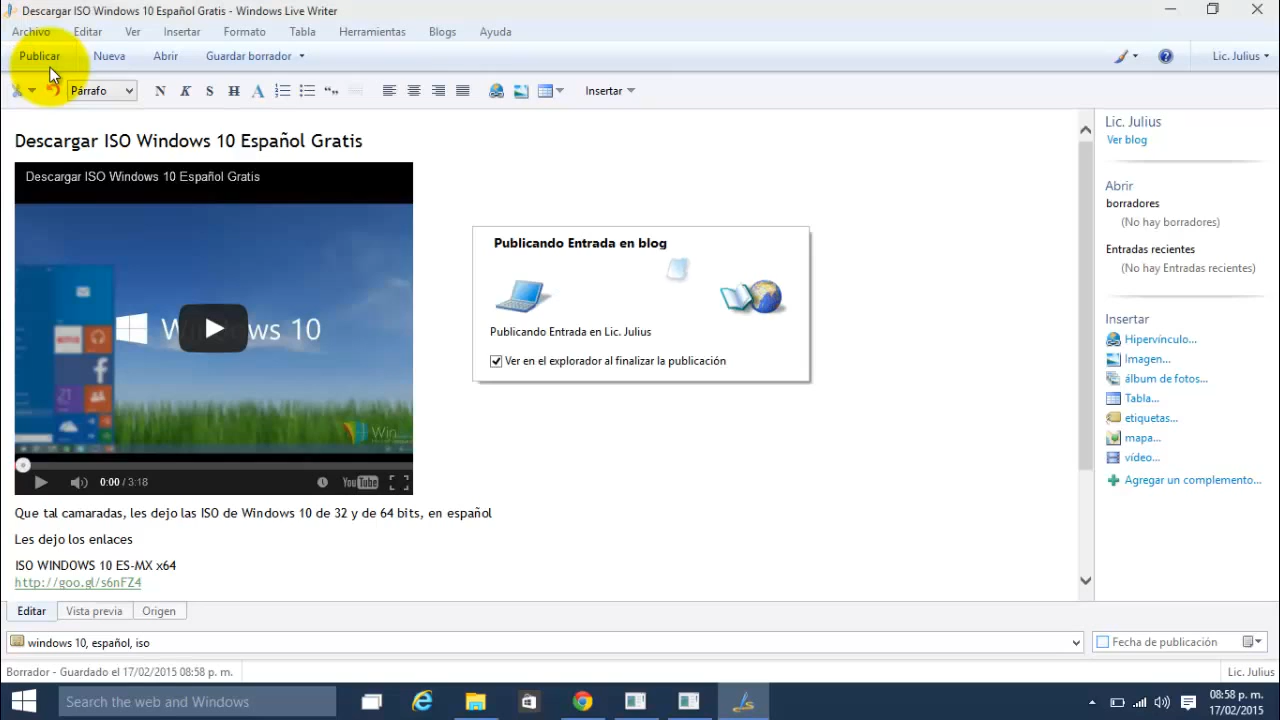 Descargar ISO Windows 10 Español Gratis - Windows Live Writer
Archivo Editar Ver Insertar Formato Tabla Herramientas Blogs Ayuda
Publicar Nueva Abrir Guardar borrador Lic. Julius
Párrafo N K S H A Insertar
Descargar ISO Windows 10 Español Gratis
Descargar ISO Windows 10 Español Gratis
Windows 10
Win
0:00 / 3:18 YouTube
Que tal camaradas, les dejo las ISO de Windows 10 de 32 y de 64 bits, en español
Les dejo los enlaces
ISO WINDOWS 10 ES-MX x64
http://goo.gl/s6nFZ4
Publicando Entrada en blog
Publicando Entrada en Lic. Julius
Ver en el explorador al finalizar la publicación
Lic. Julius
Ver blog
Abrir
borradores
(No hay borradores)
Entradas recientes
(No hay Entradas recientes)
Insertar
Hipervínculo...
Imagen...
álbum de fotos...
Tabla...
etiquetas...
mapa...
vídeo...
Agregar un complemento...
Editar Vista previa Origen
windows 10, español, iso Fecha de publicación
Borrador - Guardado el 17/02/2015 08:58 p. m. Lic. Julius
Search the web and Windows
08:58 p. m.
17/02/2015